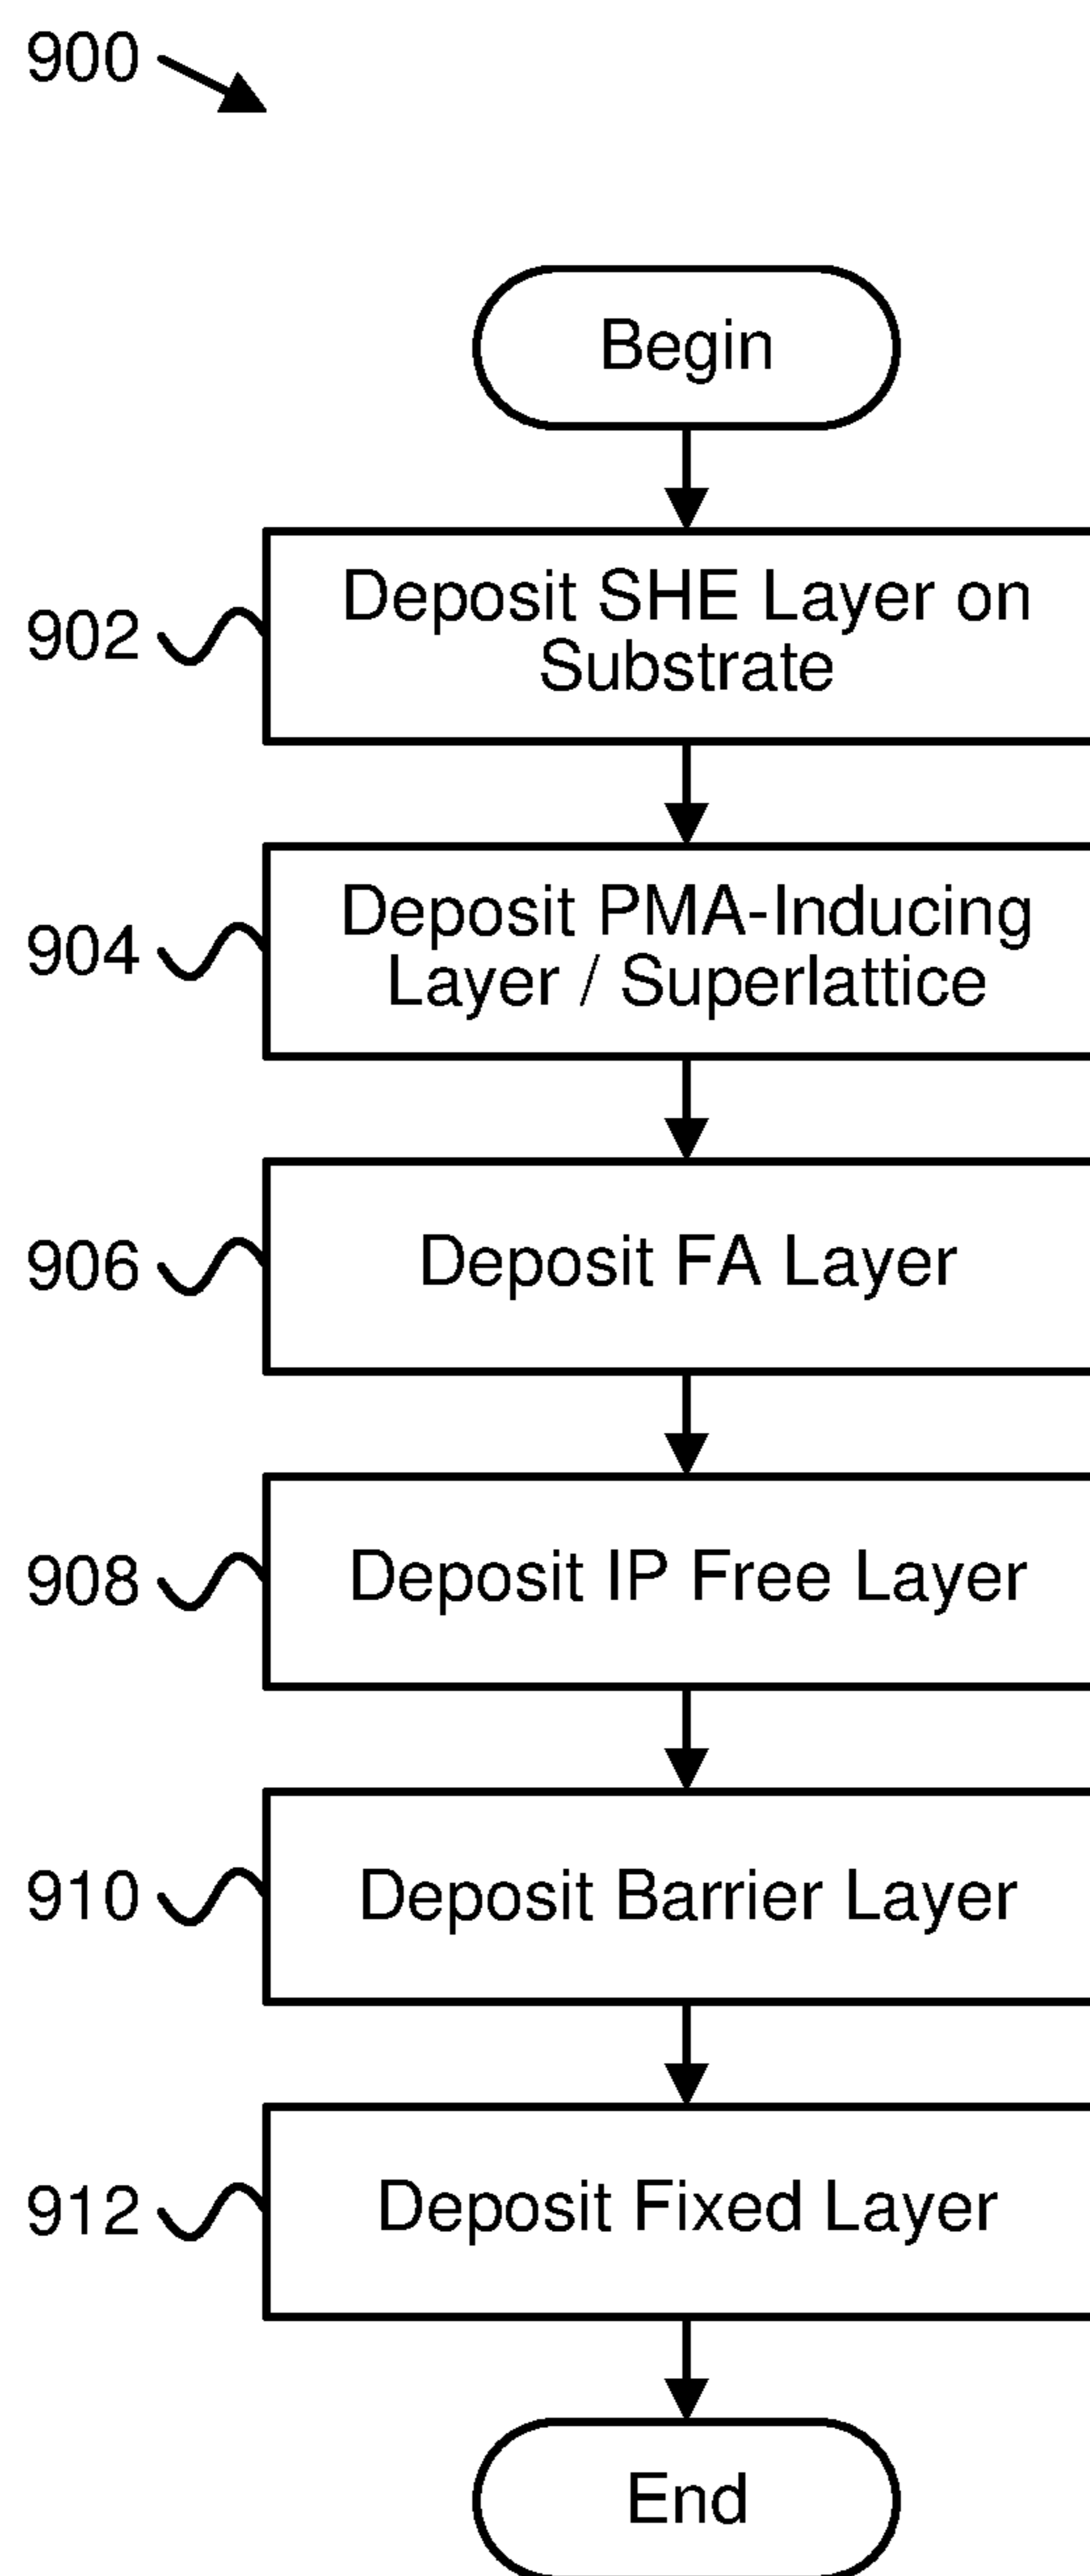 900
Begin
902
Deposit SHE Layer on
Substrate
904
Deposit PMA-Inducing
Layer / Superlattice
906
Deposit FA Layer
908
Deposit IP Free Layer
910
Deposit Barrier Layer
912
Deposit Fixed Layer
End